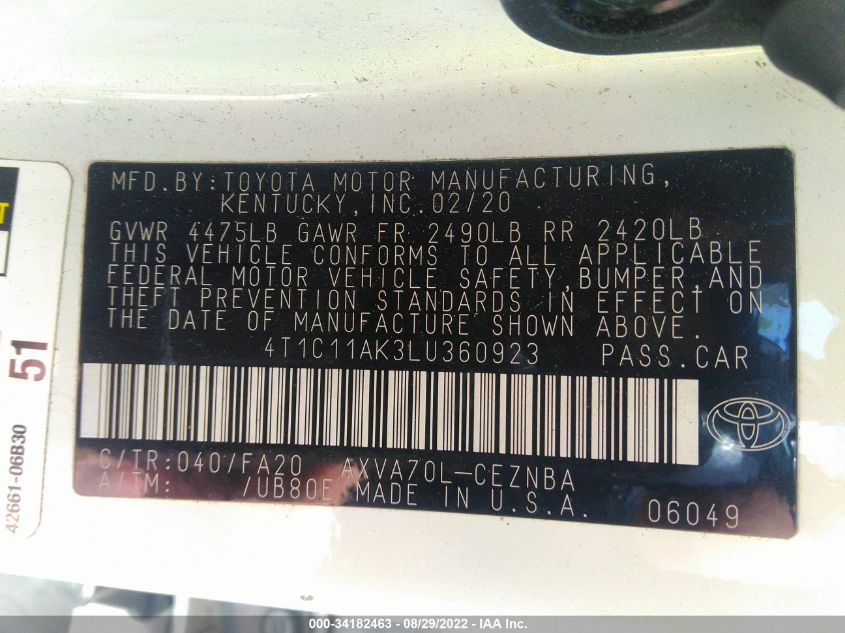 MFD.BY:TOYOTA MOTOR MANUFACTURING,
KENTUCKY,INC.02/20
GVWR 4475LB GAWR FR 2490LB RR 2420LB
THIS VEHICLE CONFORMS TO ALL APPLICABLE
FEDERAL MOTOR VEHICLE SAFETY,BUMPER,AND
THEFT PREVENTION STANDARDS IN EFFECT ON
THE DATE OF MANUFACTURE SHOWN ABOVE.
4T1C11AK3LU360923 PASS.CAR
C/TR:040/FA20 AXVA70L-CEZNBA
A/TM: /UB80E MADE IN U.S.A.
06049
51
42661-06B30
000-34182463 - 08/29/2022 - IAA Inc.